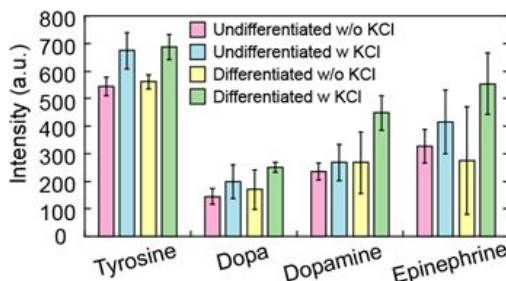 800
700
600
500
400
300
200
100
0
Intensity (a.u.)
Undifferentiated w/o KCl
Undifferentiated w KCl
Differentiated w/o KCl
Differentiated w KCl
Tyrosine
Dopa
Dopamine
Epinephrine